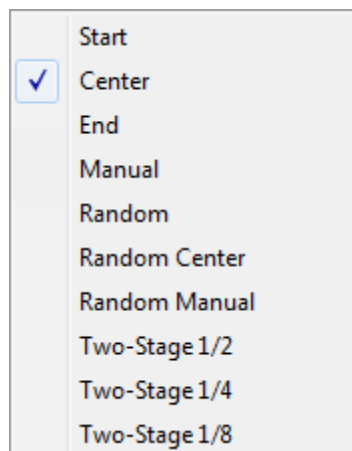 Start
Center
End
Manual
Random
Random Center
Random Manual
Two-Stage 1/2
Two-Stage 1/4
Two-Stage 1/8